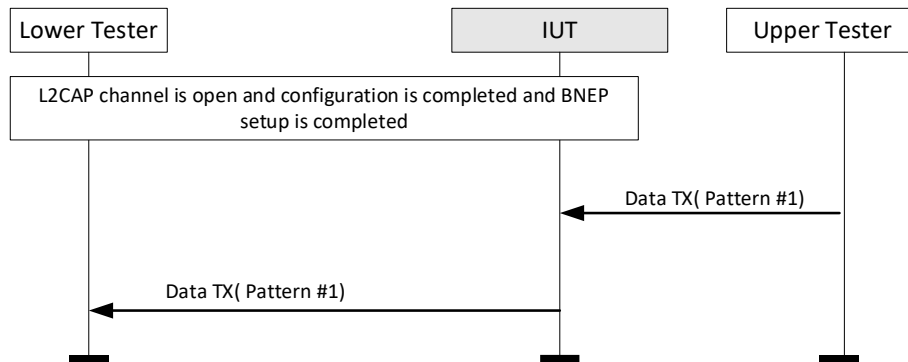 Lower Tester
IUT
Upper Tester
L2CAP channel is open and configuration is completed and BNEP
setup is completed
Data TX( Pattern #1)
Data TX( Pattern #1)